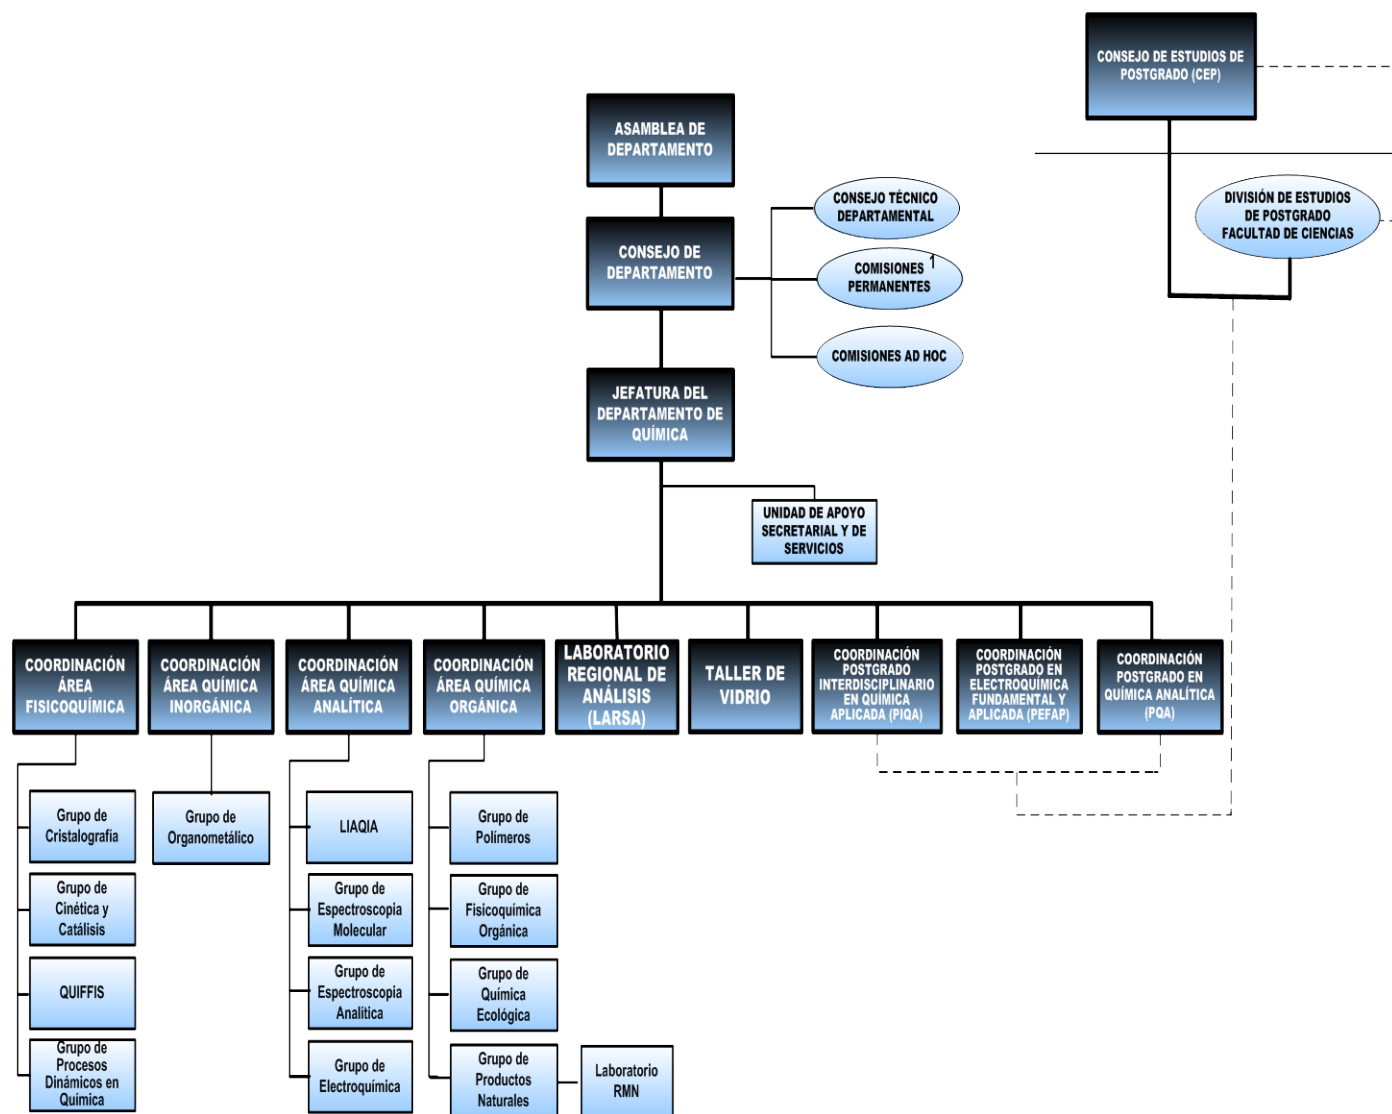 CONSEJO DE ESTUDIOS DE
POSTGRADO (CEP)
ASAMBLEA DE
DEPARTAMENTO
CONSEJO TÉCNICO
DEPARTAMENTAL
DIVISIÓN DE ESTUDIOS
DE POSTGRADO
FACULTAD DE CIENCIAS
CONSEJO DE
DEPARTAMENTO
COMISIONES 1
PERMANENTES
COMISIONES AD HOC
JEFATURA DEL
DEPARTAMENTO DE
QUÍMICA
UNIDAD DE APOYO
SECRETARIAL Y DE
SERVICIOS
COORDINACIÓN
ÁREA
FISICOQUÍMICA
COORDINACIÓN
ÁREA QUÍMICA
INORGÁNICA
COORDINACIÓN
ÁREA QUÍMICA
ANALÍTICA
COORDINACIÓN
ÁREA QUÍMICA
ORGÁNICA
LABORATORIO
REGIONAL DE
ANÁLISIS
(LARSA)
TALLER DE
VIDRIO
COORDINACIÓN
POSTGRADO
INTERDISCIPLINARIO
EN QUÍMICA
APLICADA (PIQA)
COORDINACIÓN
POSTGRADO EN
ELECTROQUÍMICA
FUNDAMENTAL Y
APLICADA (PEFAP)
COORDINACIÓN
POSTGRADO EN
QUÍMICA ANALÍTICA
(PQA)
Grupo de
Cristalografía
Grupo de
Cinética y
Catálisis
QUIFFIS
Grupo de
Procesos
Dinámicos en
Química
Grupo de
Organometálico
LIAQIA
Grupo de
Espectroscopia
Molecular
Grupo de
Espectroscopia
Analítica
Grupo de
Electroquímica
Grupo de
Polímeros
Grupo de
Fisicoquímica
Orgánica
Grupo de
Química
Ecológica
Grupo de
Productos
Naturales
Laboratorio
RMN